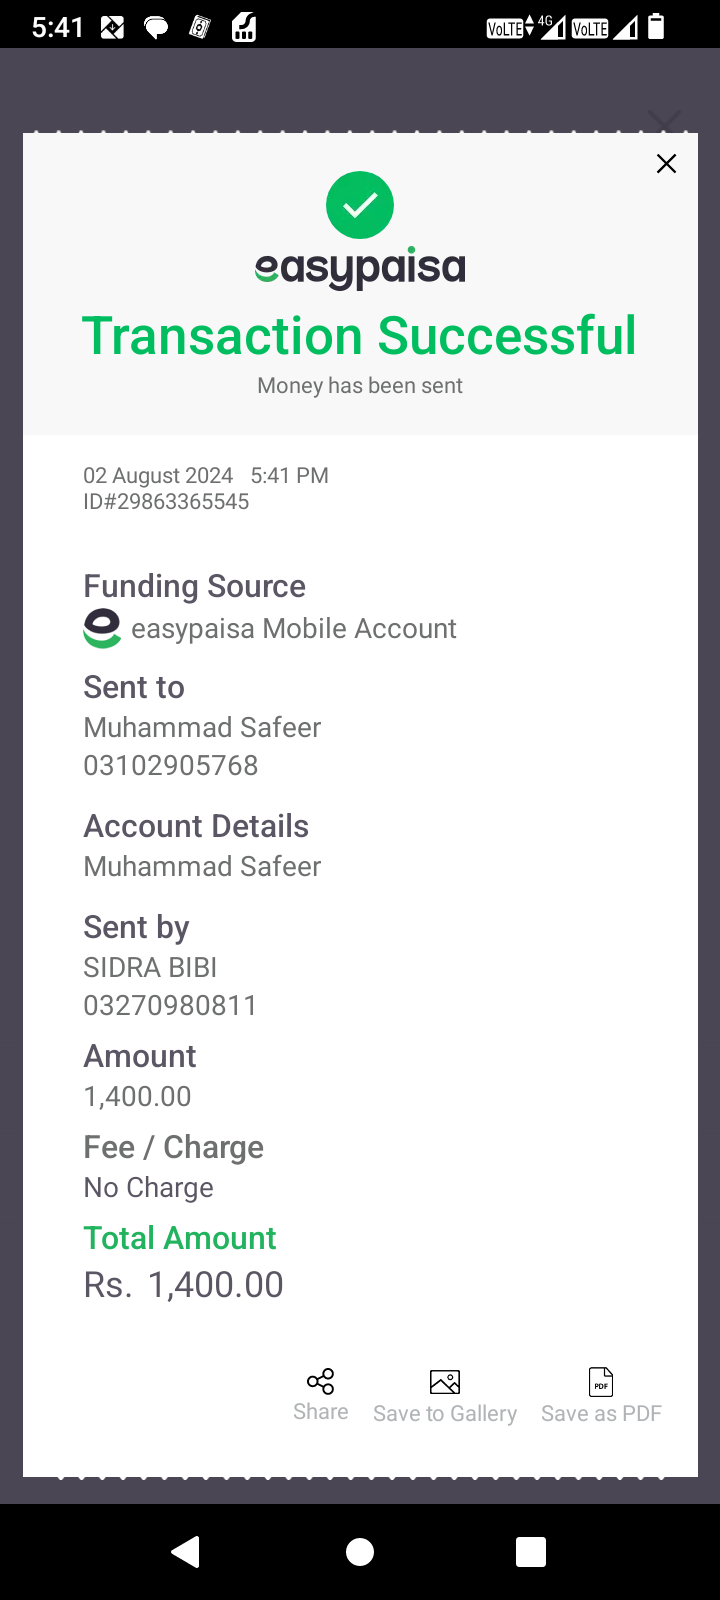 5:41 VoLTE 4G VoLTE
easypaisa
Transaction Successful
Money has been sent
02 August 2024 5:41 PM
ID#29863365545
Funding Source
easypaisa Mobile Account
Sent to
Muhammad Safeer
03102905768
Account Details
Muhammad Safeer
Sent by
SIDRA BIBI
03270980811
Amount
1,400.00
Fee / Charge
No Charge
Total Amount
Rs. 1,400.00
PDF
Share Save to Gallery Save as PDF